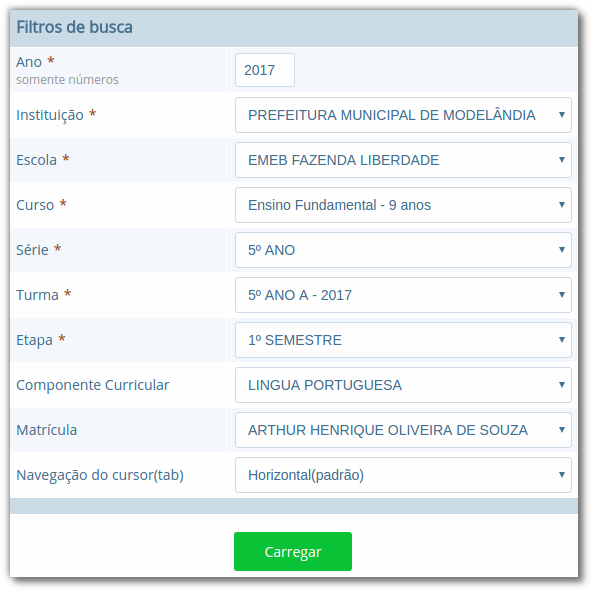 Filtros de busca
Ano *
somente números
2017
Instituição *
PREFEITURA MUNICIPAL DE MODELÂNDIA
Escola *
EMEB FAZENDA LIBERDADE
Curso *
Ensino Fundamental - 9 anos
Série *
5º ANO
Turma *
5º ANO A - 2017
Etapa *
1º SEMESTRE
Componente Curricular
LINGUA PORTUGUESA
Matrícula
ARTHUR HENRIQUE OLIVEIRA DE SOUZA
Navegação do cursor(tab)
Horizontal(padrão)
Carregar